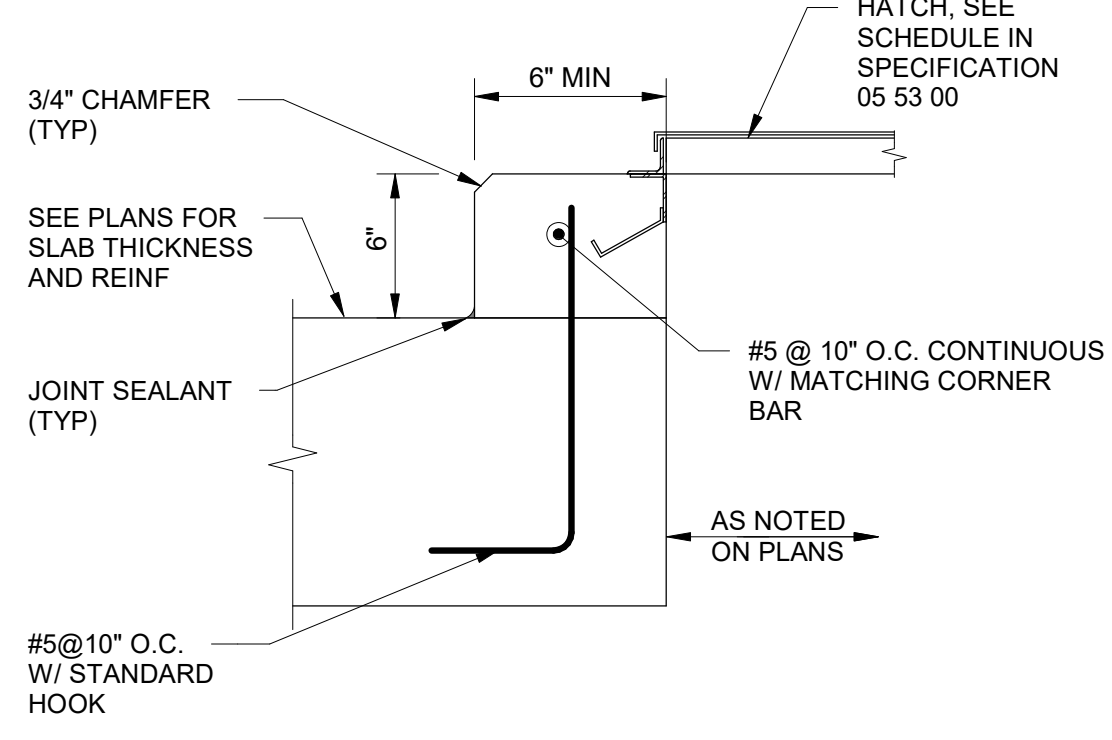 HATCH, SEE
SCHEDULE IN
SPECIFICATION
05 53 00
6" MIN
3/4" CHAMFER
(TYP)
SEE PLANS FOR
SLAB THICKNESS
AND REINF
6"
#5 @ 10" O.C. CONTINUOUS
W/ MATCHING CORNER
BAR
JOINT SEALANT
(TYP)
AS NOTED
ON PLANS
#5@10" O.C.
W/ STANDARD
HOOK